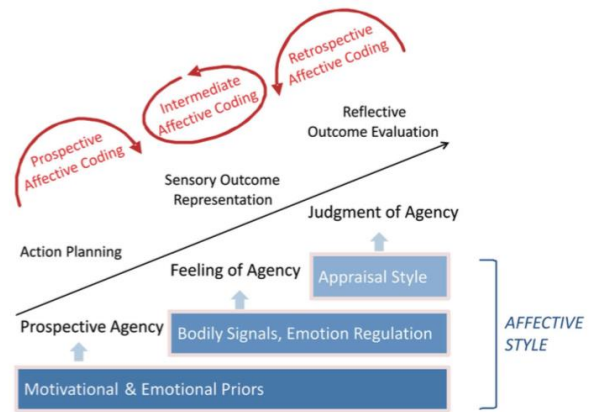 Retrospective
Affective Coding
Intermediate
Affective Coding
Prospective
Affective Coding
Reflective
Outcome Evaluation
Sensory Outcome
Representation
Action Planning
Judgment of Agency
Feeling of Agency
Appraisal Style
Prospective Agency
Bodily Signals, Emotion Regulation
Motivational & Emotional Priors
AFFECTIVE
STYLE